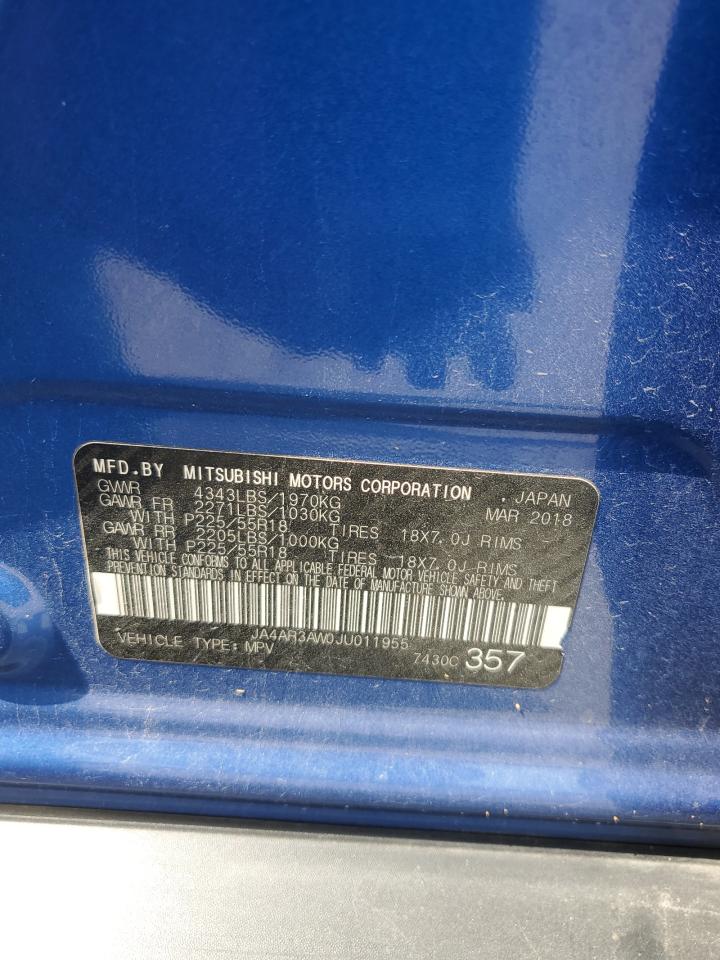 MFD.BY MITSUBISHI MOTORS CORPORATION . JAPAN
GVWR 4343LBS/1970KG MAR 2018
GAWR FR 2271LBS/1030KG
WITH P225/55R18 TIRES 18X7.0J RIMS
GAWR RR 2205LBS/1000KG
WITH P225/55R18 TIRES 18X7.0J RIMS
THIS VEHICLE CONFORMS TO ALL APPLICABLE FEDERAL MOTOR VEHICLE SAFETY AND THEFT
PREVENTION STANDARDS IN EFFECT ON THE DATE OF MANUFACTURE SHOWN ABOVE.
JA4AR3AW0JU011955
VEHICLE TYPE:MPV 7430C 357